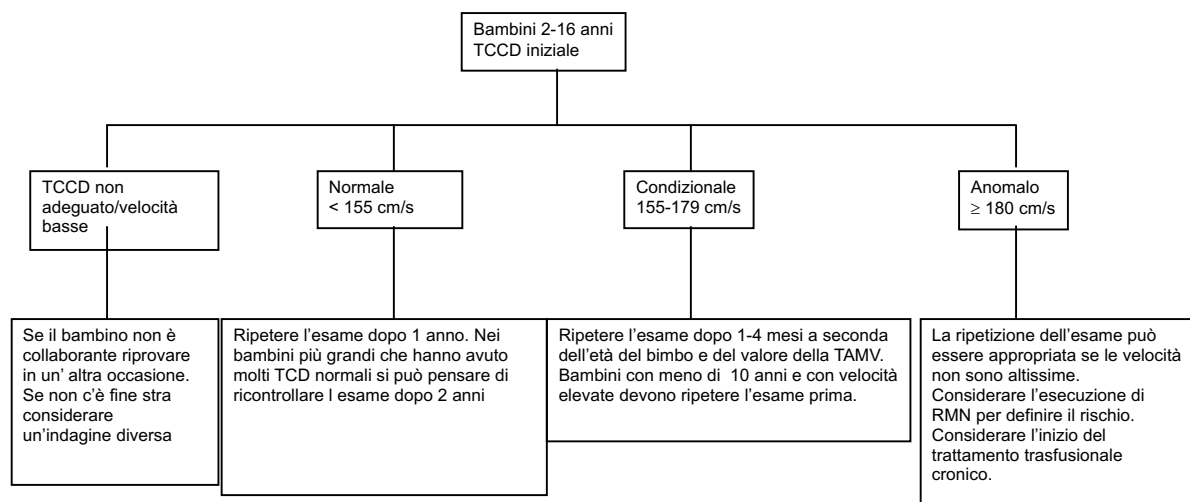 Bambini 2-16 anni
TCCD iniziale
TCCD non
adeguato/velocità
basse
Normale
< 155 cm/s
Condizionale
155-179 cm/s
Anomalo
≥ 180 cm/s
Se il bambino non è
collaborante riprovare
in un' altra occasione.
Se non c'è fine stra
considerare
un'indagine diversa
Ripetere l'esame dopo 1 anno. Nei
bambini più grandi che hanno avuto
molti TCD normali si può pensare di
ricontrollare l esame dopo 2 anni
Ripetere l'esame dopo 1-4 mesi a seconda
dell'età del bimbo e del valore della TAMV.
Bambini con meno di 10 anni e con velocità
elevate devono ripetere l'esame prima.
La ripetizione dell'esame può
essere appropriata se le velocità
non sono altissime.
Considerare l'esecuzione di
RMN per definire il rischio.
Considerare l'inizio del
trattamento trasfusionale
cronico.